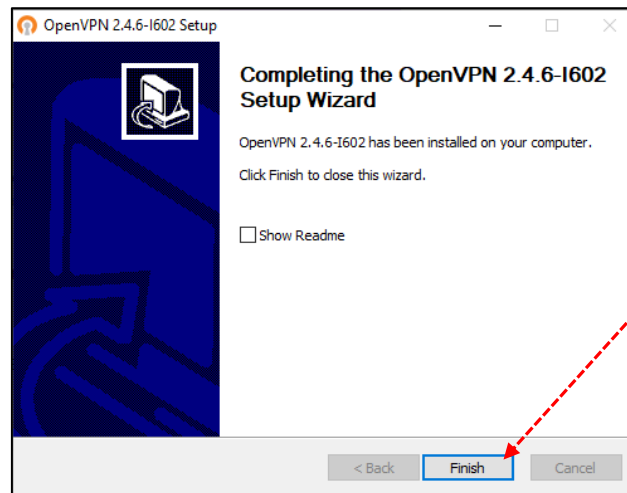 OpenVPN 2.4.6-I602 Setup
Completing the OpenVPN 2.4.6-I602
Setup Wizard
OpenVPN 2.4.6-I602 has been installed on your computer.
Click Finish to close this wizard.
Show Readme
< Back Finish Cancel